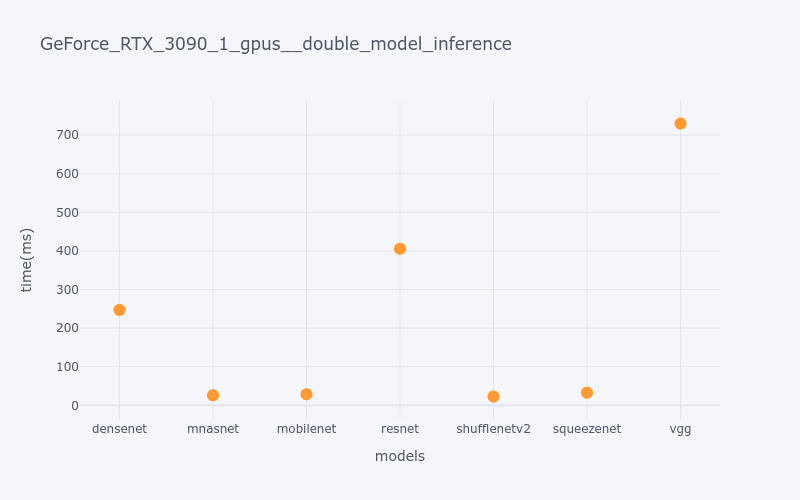 GeForce_RTX_3090_1_gpus__double_model_inference
time(ms)
700
600
500
400
300
200
100
0
densenet mnasnet mobilenet resnet shufflenetv2 squeezenet vgg
models